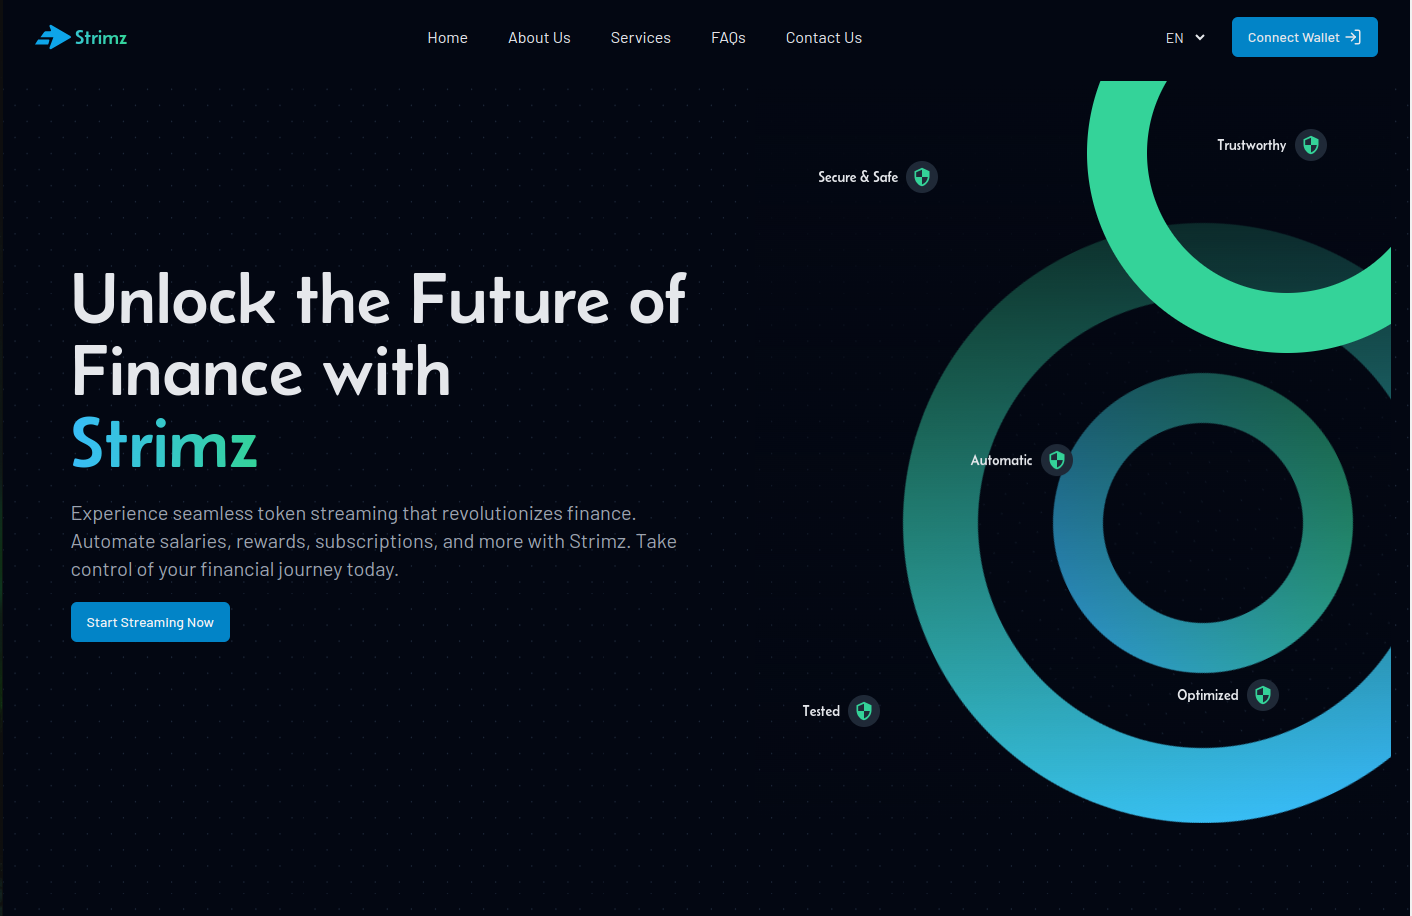 Strimz
Home
About Us
Services
FAQs
Contact Us
EN
Connect Wallet
Trustworthy
Secure & Safe
Unlock the Future of
Finance with
Strimz
Automatic
Experience seamless token streaming that revolutionizes finance.
Automate salaries, rewards, subscriptions, and more with Strimz. Take
control of your financial journey today.
Start Streaming Now
Optimized
Tested